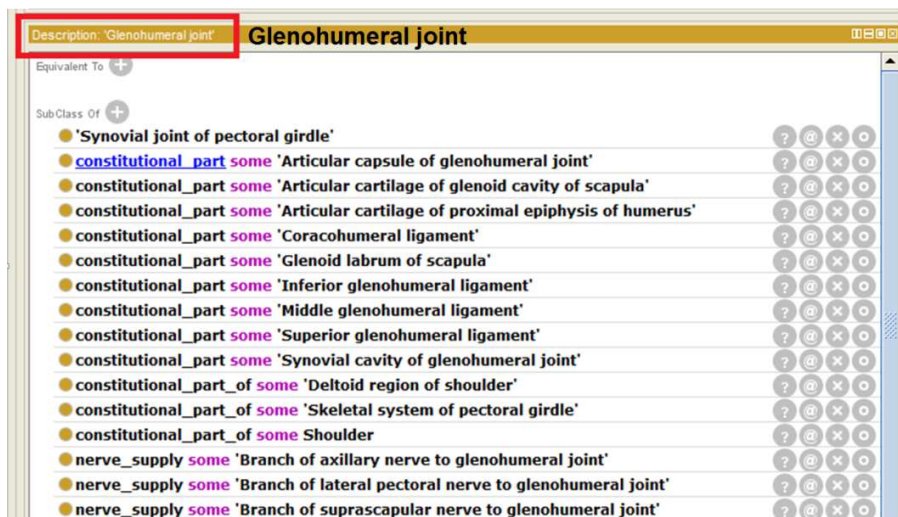 Description: 'Glenohumeral joint'
Glenohumeral joint
Equivalent To
SubClass Of
'Synovial joint of pectoral girdle'
constitutional_part some 'Articular capsule of glenohumeral joint'
constitutional_part some 'Articular cartilage of glenoid cavity of scapula'
constitutional_part some 'Articular cartilage of proximal epiphysis of humerus'
constitutional_part some 'Coracohumeral ligament'
constitutional_part some 'Glenoid labrum of scapula'
constitutional_part some 'Inferior glenohumeral ligament'
constitutional_part some 'Middle glenohumeral ligament'
constitutional_part some 'Superior glenohumeral ligament'
constitutional_part some 'Synovial cavity of glenohumeral joint'
constitutional_part_of some 'Deltoid region of shoulder'
constitutional_part_of some 'Skeletal system of pectoral girdle'
constitutional_part_of some Shoulder
nerve_supply some 'Branch of axillary nerve to glenohumeral joint'
nerve_supply some 'Branch of lateral pectoral nerve to glenohumeral joint'
nerve_supply some 'Branch of suprascapular nerve to glenohumeral joint'